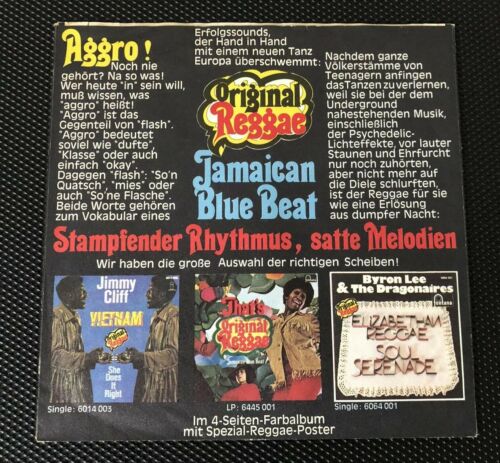 Aggro!
Noch nie
gehört? Na so was!
Wer heute "in" sein will,
muß wissen, was
"aggro" heißt!
"Aggro" ist das
Gegenteil von "flash".
"Aggro" bedeutet
soviel wie "dufte",
"Klasse" oder auch
einfach "okay".
Dagegen "flash": "So'n
Quatsch", "mies" oder
auch "So'ne Flasche".
Beide Worte gehören
zum Vokabular eines
Erfolgssounds,
der Hand in Hand
mit einem neuen Tanz
Europa überschwemmt:
Original
Reggae
Jamaican
Blue Beat
Nachdem ganze
Völkerstämme von
Teenagern anfingen
das Tanzen zu verlernen,
weil sie bei der dem
Underground
nahestehenden Musik,
einschließlich
der Psychedelic-
Lichteffekte, vor lauter
Staunen und Ehrfurcht
nur noch zuhörten,
aber nicht mehr auf
die Diele schlurften,
ist der Reggae für sie
wie eine Erlösung
aus dumpfer Nacht:
Stampfender Rhythmus, satte Melodien
Wir haben die große Auswahl der richtigen Scheiben!
Jimmy
Cliff
VIETNAM
She
Does It
Right
Single: 6014 003
That's
Original
Reggae
Jamaican Blue Beat
LP: 6445 001
Byron Lee
& The Dragonaires
fontana
ELIZABETHAN
REGGAE
SOUL
SERENADE
Single: 6064 001
Im 4-Seiten-Farbalbum
mit Spezial-Reggae-Poster